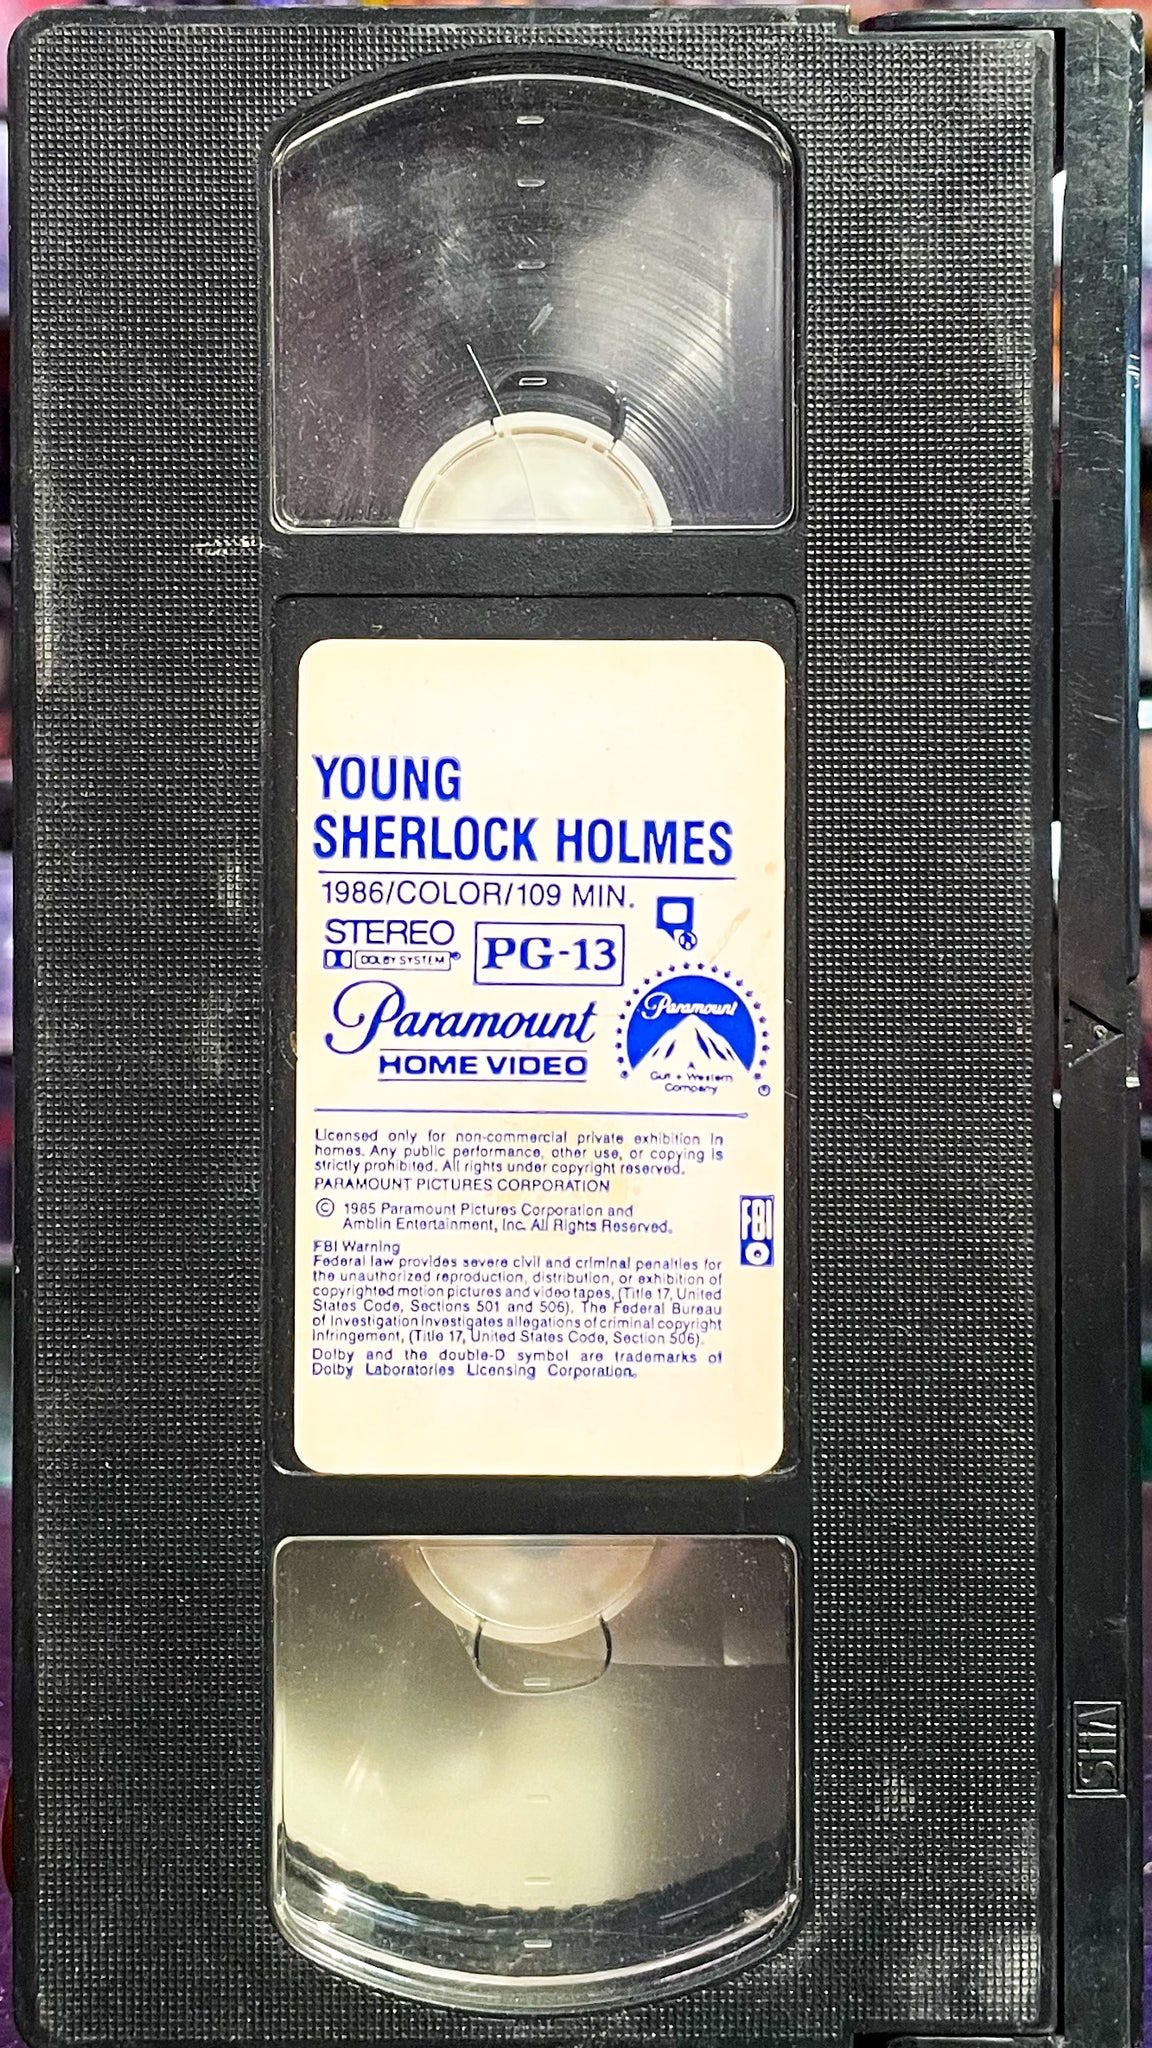 YOUNG
SHERLOCK HOLMES
1986/COLOR/109 MIN.
STEREO
DOLBY SYSTEM®
PG-13
Paramount
HOME VIDEO
Paramount
A
Gulf + Western
Company
®
Licensed only for non-commercial private exhibition in
homes. Any public performance, other use, or copying is
strictly prohibited. All rights under copyright reserved.
PARAMOUNT PICTURES CORPORATION
© 1985 Paramount Pictures Corporation and
Amblin Entertainment, Inc. All Rights Reserved.
FBI
FBI Warning
Federal law provides severe civil and criminal penalties for
the unauthorized reproduction, distribution, or exhibition of
copyrighted motion pictures and video tapes, (Title 17, United
States Code, Sections 501 and 506). The Federal Bureau
of Investigation investigates allegations of criminal copyright
infringement, (Title 17, United States Code, Section 506).
Dolby and the double-D symbol are trademarks of
Dolby Laboratories Licensing Corporation.
VHS